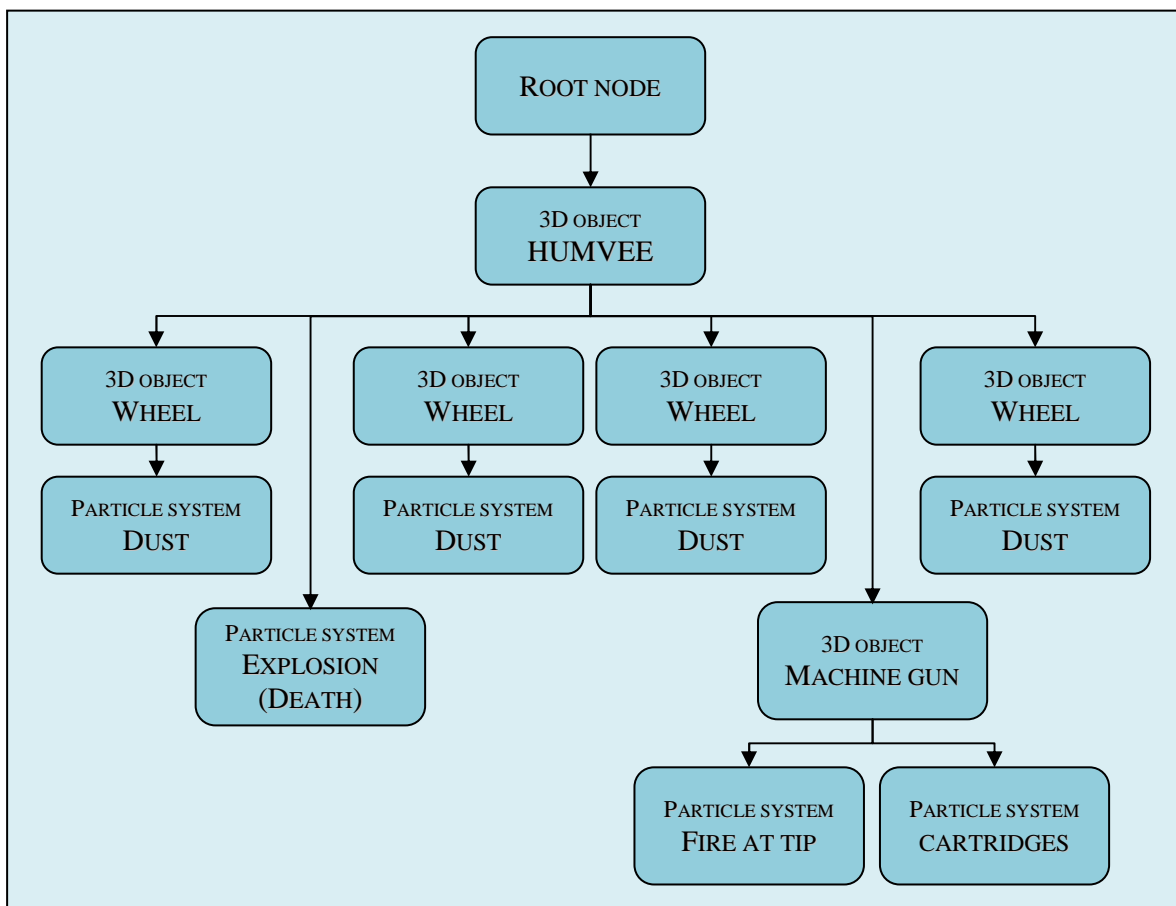 ROOT NODE
3D OBJECT
HUMVEE
3D OBJECT
WHEEL
3D OBJECT
WHEEL
3D OBJECT
WHEEL
3D OBJECT
WHEEL
PARTICLE SYSTEM
DUST
PARTICLE SYSTEM
DUST
PARTICLE SYSTEM
DUST
PARTICLE SYSTEM
DUST
PARTICLE SYSTEM
EXPLOSION
(DEATH)
3D OBJECT
MACHINE GUN
PARTICLE SYSTEM
FIRE AT TIP
PARTICLE SYSTEM
CARTRIDGES